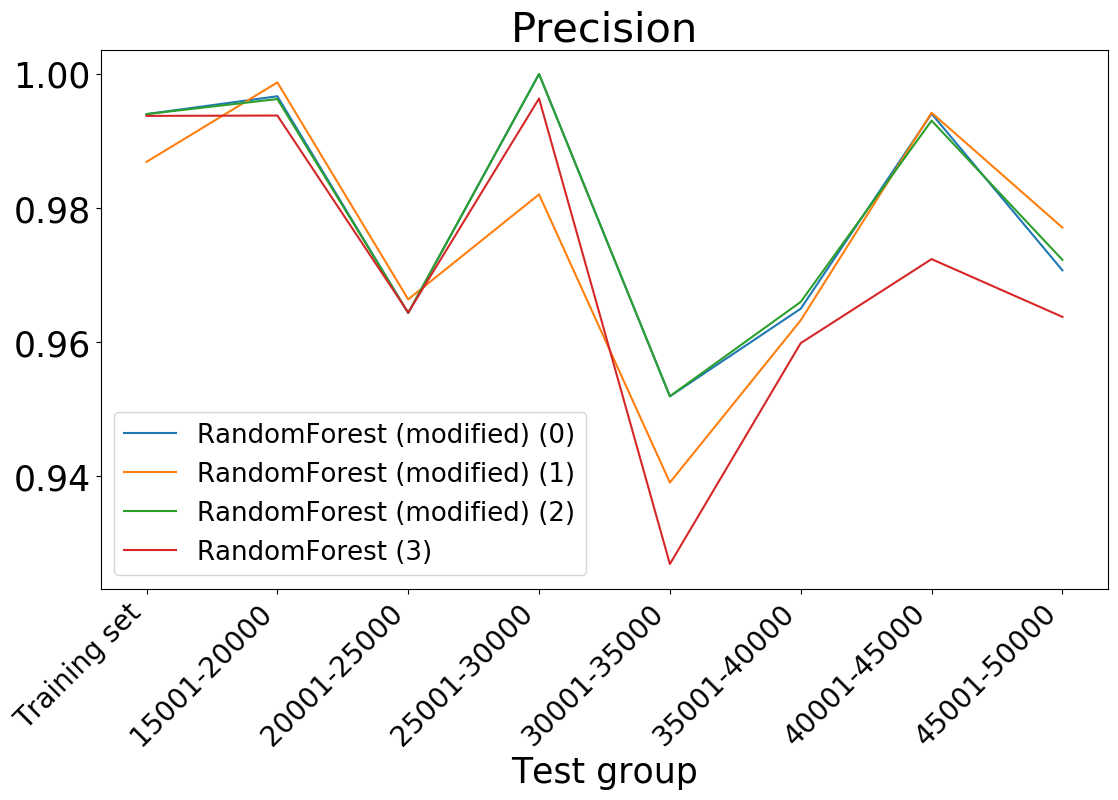 Precision
1.00
0.98
0.96
0.94
RandomForest (modified) (0)
RandomForest (modified) (1)
RandomForest (modified) (2)
RandomForest (3)
Training set
15001-20000
20001-25000
25001-30000
30001-35000
35001-40000
40001-45000
45001-50000
Test group